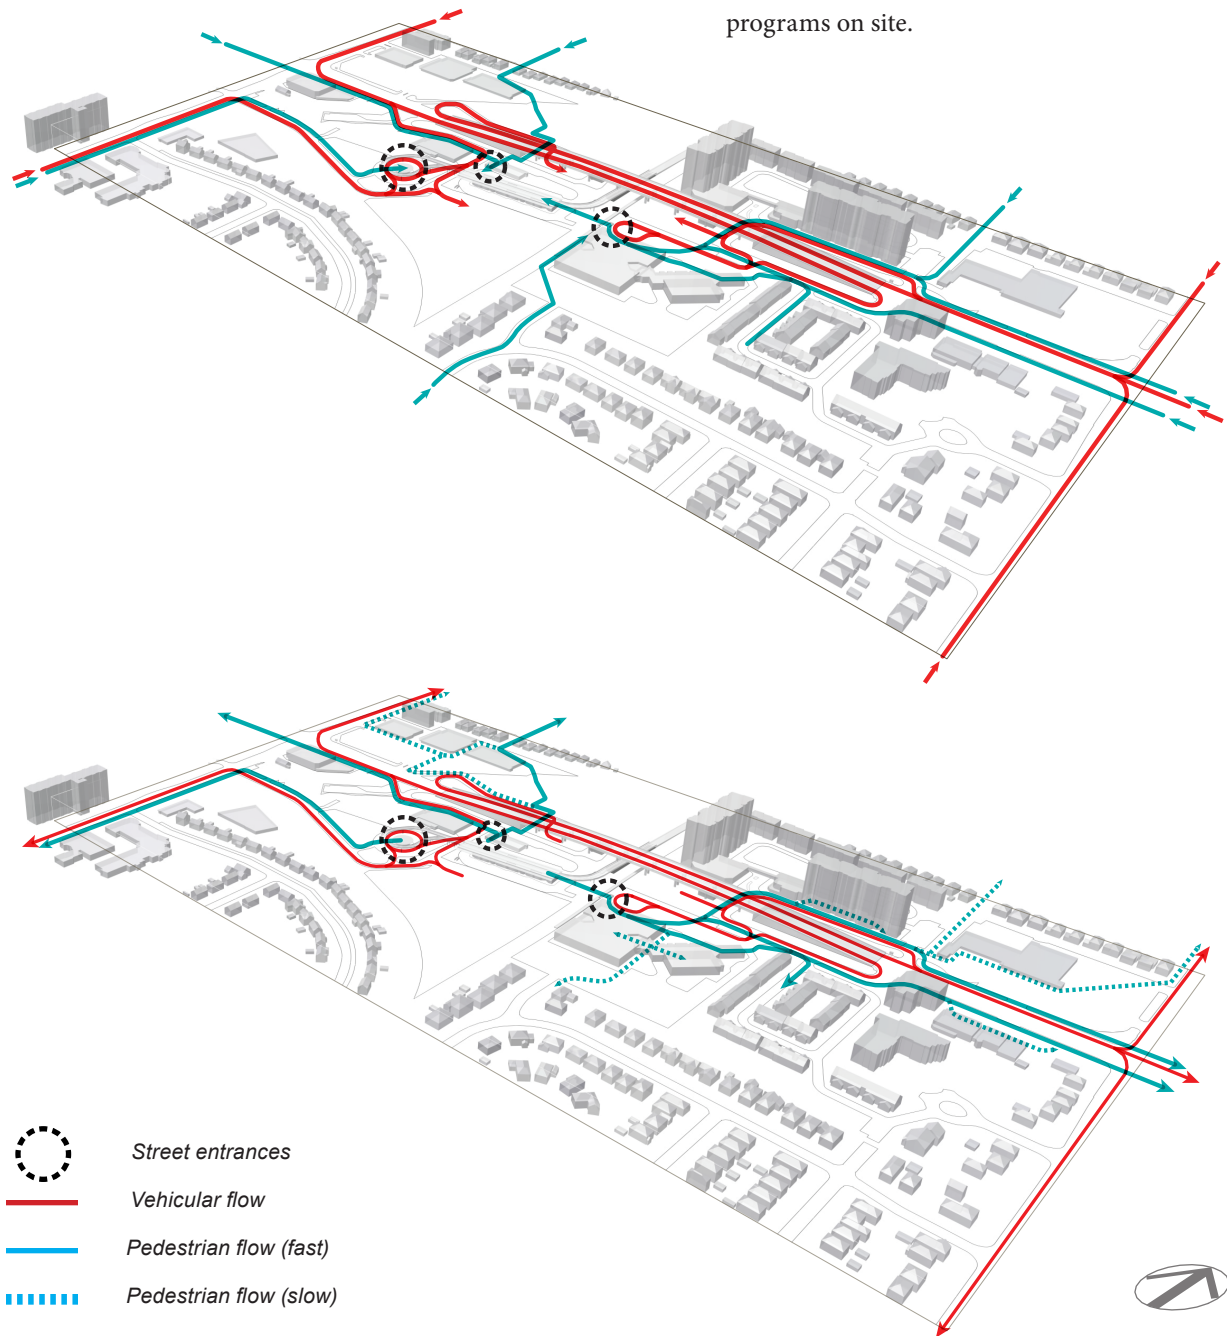 programs on site.
Street entrances
Vehicular flow
Pedestrian flow (fast)
Pedestrian flow (slow)